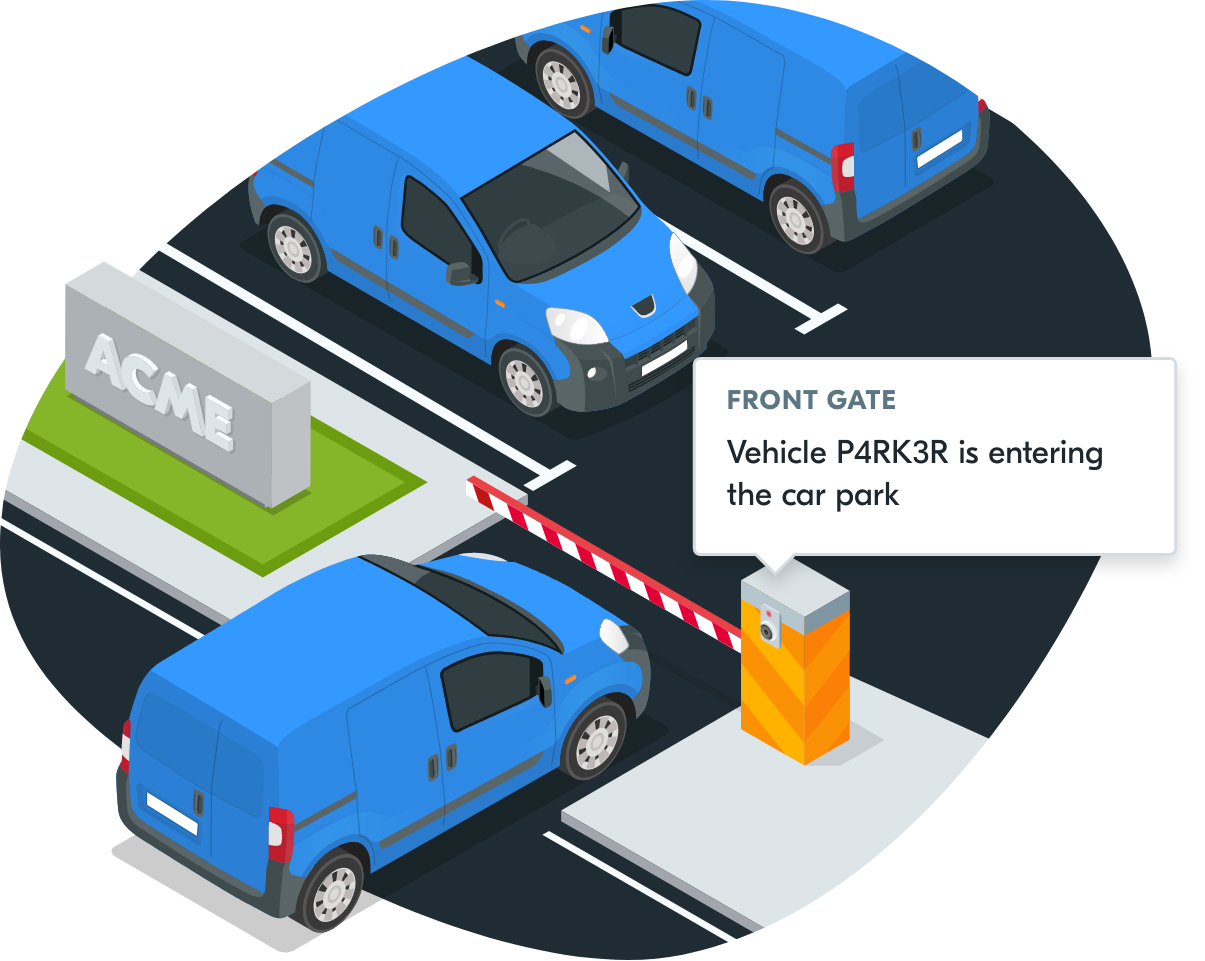 ACME
FRONT GATE
Vehicle P4RK3R is entering
the car park